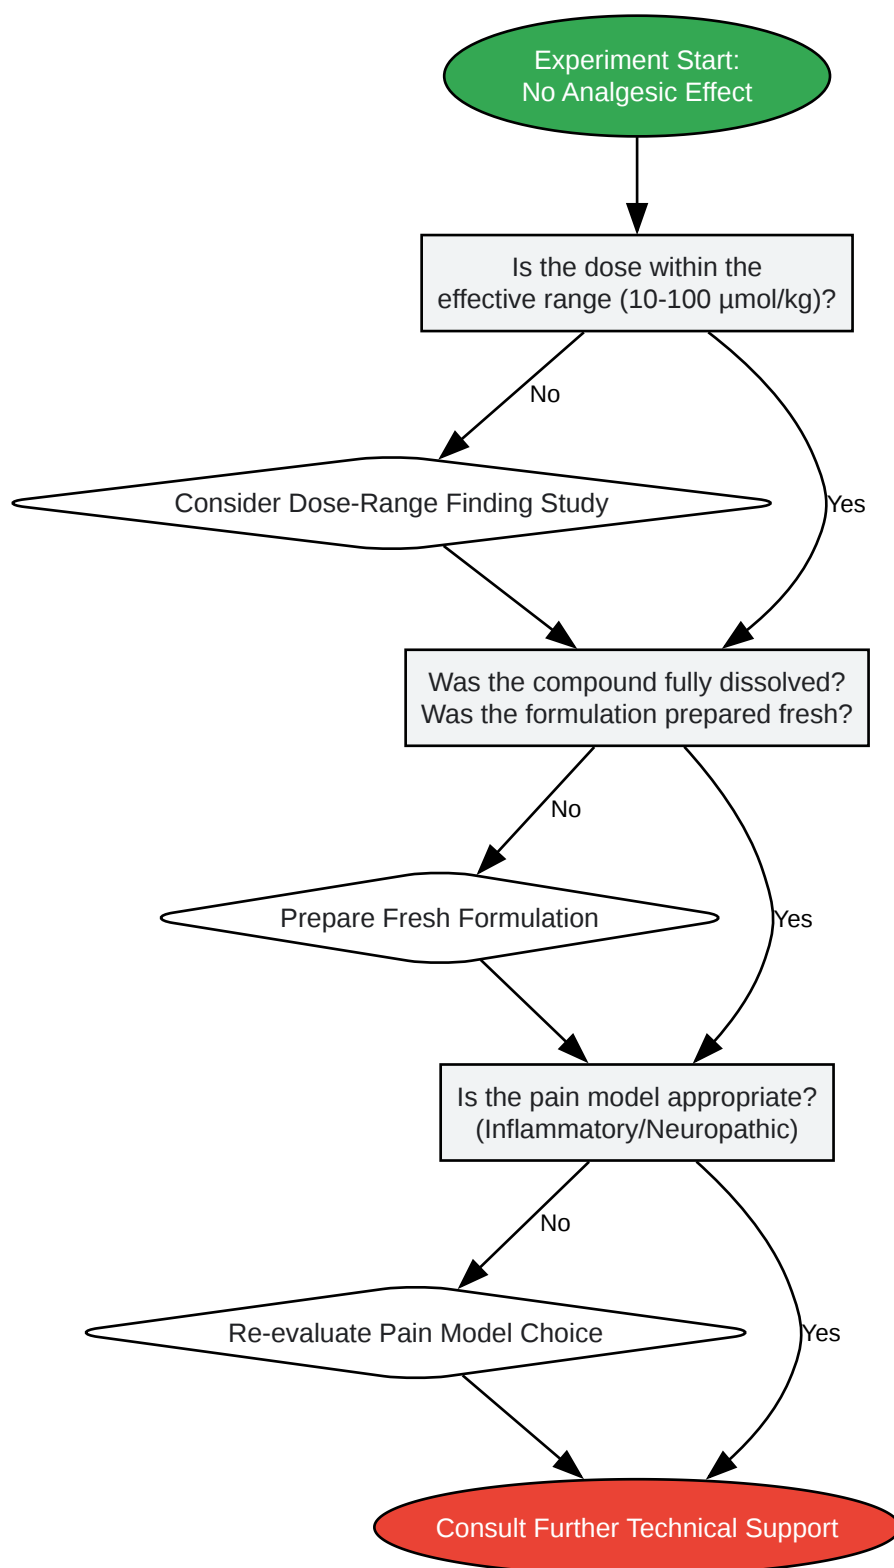 Experiment Start:
No Analgesic Effect
Is the dose within the
effective range (10-100 µmol/kg)?
No
Consider Dose-Range Finding Study
Yes
Was the compound fully dissolved?
Was the formulation prepared fresh?
No
Prepare Fresh Formulation
Yes
Is the pain model appropriate?
(Inflammatory/Neuropathic)
No
Re-evaluate Pain Model Choice
Yes
Consult Further Technical Support